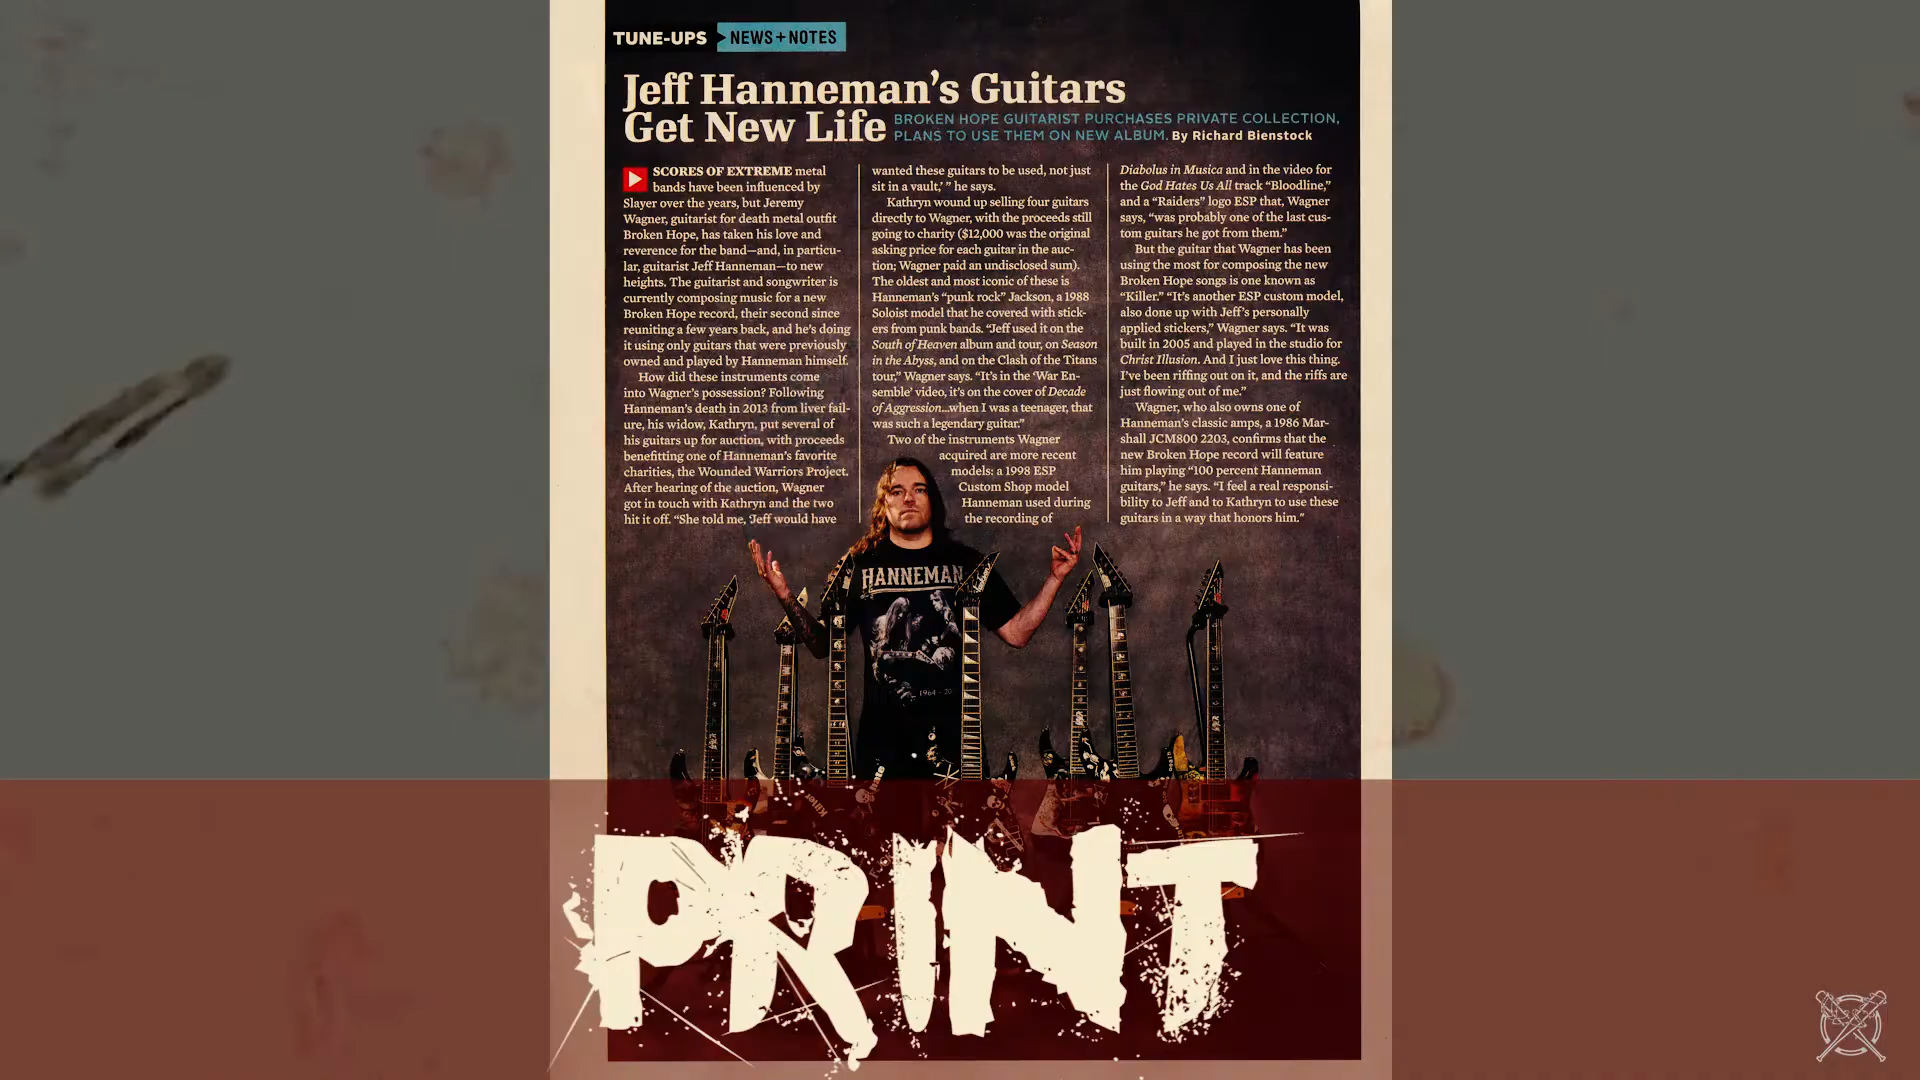 TUNE-UPS NEWS+NOTES
Jeff Hanneman's Guitars
Get New Life
BROKEN HOPE GUITARIST PURCHASES PRIVATE COLLECTION,
PLANS TO USE THEM ON NEW ALBUM. By Richard Bienstock
SCORES OF EXTREME metal
bands have been influenced by
Slayer over the years, but Jeremy
Wagner, guitarist for death metal outfit
Broken Hope, has taken his love and
reverence for the band—and, in particu-
lar, guitarist Jeff Hanneman—to new
heights. The guitarist and songwriter is
currently composing music for a new
Broken Hope record, their second since
reuniting a few years back, and he's doing
it using only guitars that were previously
owned and played by Hanneman himself.
How did these instruments come
into Wagner's possession? Following
Hanneman's death in 2013 from liver fail-
ure, his widow, Kathryn, put several of
his guitars up for auction, with proceeds
benefitting one of Hanneman's favorite
charities, the Wounded Warriors Project.
After hearing of the auction, Wagner
got in touch with Kathryn and the two
hit it off. "She told me, 'Jeff would have
wanted these guitars to be used, not just
sit in a vault,' " he says.
Kathryn wound up selling four guitars
directly to Wagner, with the proceeds still
going to charity ($12,000 was the original
asking price for each guitar in the auc-
tion; Wagner paid an undisclosed sum).
The oldest and most iconic of these is
Hanneman's "punk rock" Jackson, a 1988
Soloist model that he covered with stick-
ers from punk bands. "Jeff used it on the
South of Heaven album and tour, on Season
in the Abyss, and on the Clash of the Titans
tour," Wagner says. "It's in the 'War En-
semble' video, it's on the cover of Decade
of Aggression...when I was a teenager, that
was such a legendary guitar."
Two of the instruments Wagner
acquired are more recent
models: a 1998 ESP
Custom Shop model
Hanneman used during
the recording of
Diabolus in Musica and in the video for
the God Hates Us All track "Bloodline,"
and a "Raiders" logo ESP that, Wagner
says, "was probably one of the last cus-
tom guitars he got from them."
But the guitar that Wagner has been
using the most for composing the new
Broken Hope songs is one known as
"Killer." "It's another ESP custom model,
also done up with Jeff's personally
applied stickers," Wagner says. "It was
built in 2005 and played in the studio for
Christ Illusion. And I just love this thing.
I've been riffing out on it, and the riffs are
just flowing out of me."
Wagner, who also owns one of
Hanneman's classic amps, a 1986 Mar-
shall JCM800 2203, confirms that the
new Broken Hope record will feature
him playing "100 percent Hanneman
guitars," he says. "I feel a real responsi-
bility to Jeff and to Kathryn to use these
guitars in a way that honors him."
HANNEMAN
1964 - 20
Killer
PRINT